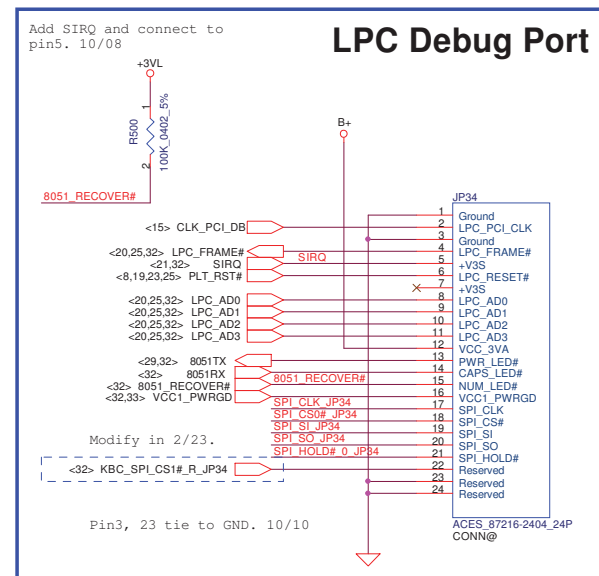 Add SIRQ and connect to
pin5. 10/08
LPC Debug Port
+3VL
1
R500
100K_0402_5%
2
8051_RECOVER#
B+
JP34
<15> CLK_PCI_DB
<20,25,32> LPC_FRAME#
<21,32> SIRQ
SIRQ
<8,19,23,25> PLT_RST#
<20,25,32> LPC_AD0
<20,25,32> LPC_AD1
<20,25,32> LPC_AD2
<20,25,32> LPC_AD3
<29,32> 8051TX
<32> 8051RX
<32> 8051_RECOVER#
8051_RECOVER#
<32,33> VCC1_PWRGD
SPI_CLK_JP34
SPI_CS0#_JP34
SPI_SI_JP34
SPI_SO_JP34
SPI_HOLD#_0_JP34
Modify in 2/23.
<32> KBC_SPI_CS1#_R_JP34
Pin3, 23 tie to GND. 10/10
1 Ground
2 LPC_PCI_CLK
3 Ground
4 LPC_FRAME#
5 +V3S
6 LPC_RESET#
7 +V3S
8 LPC_AD0
9 LPC_AD1
10 LPC_AD2
11 LPC_AD3
12 VCC_3VA
13 PWR_LED#
14 CAPS_LED#
15 NUM_LED#
16 VCC1_PWRGD
17 SPI_CLK
18 SPI_CS#
19 SPI_SI
20 SPI_SO
21 SPI_HOLD#
22 Reserved
23 Reserved
24 Reserved
ACES_87216-2404_24P
CONN@